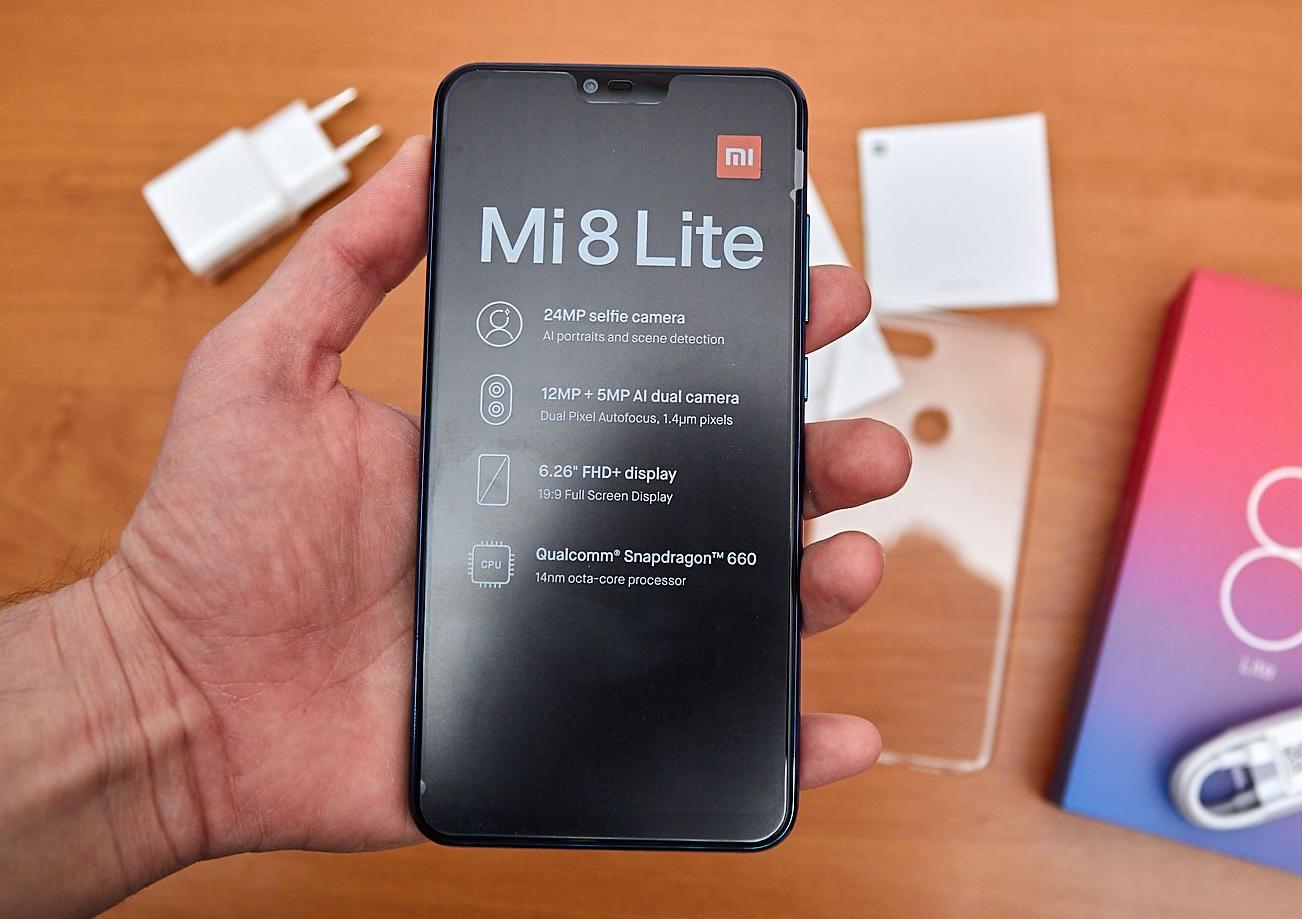 mi
Mi 8 Lite
24MP selfie camera
AI portraits and scene detection
12MP + 5MP AI dual camera
Dual Pixel Autofocus, 1.4μm pixels
6.26" FHD+ display
19:9 Full Screen Display
CPU
Qualcomm® Snapdragon™ 660
14nm octa-core processor
8
Lite